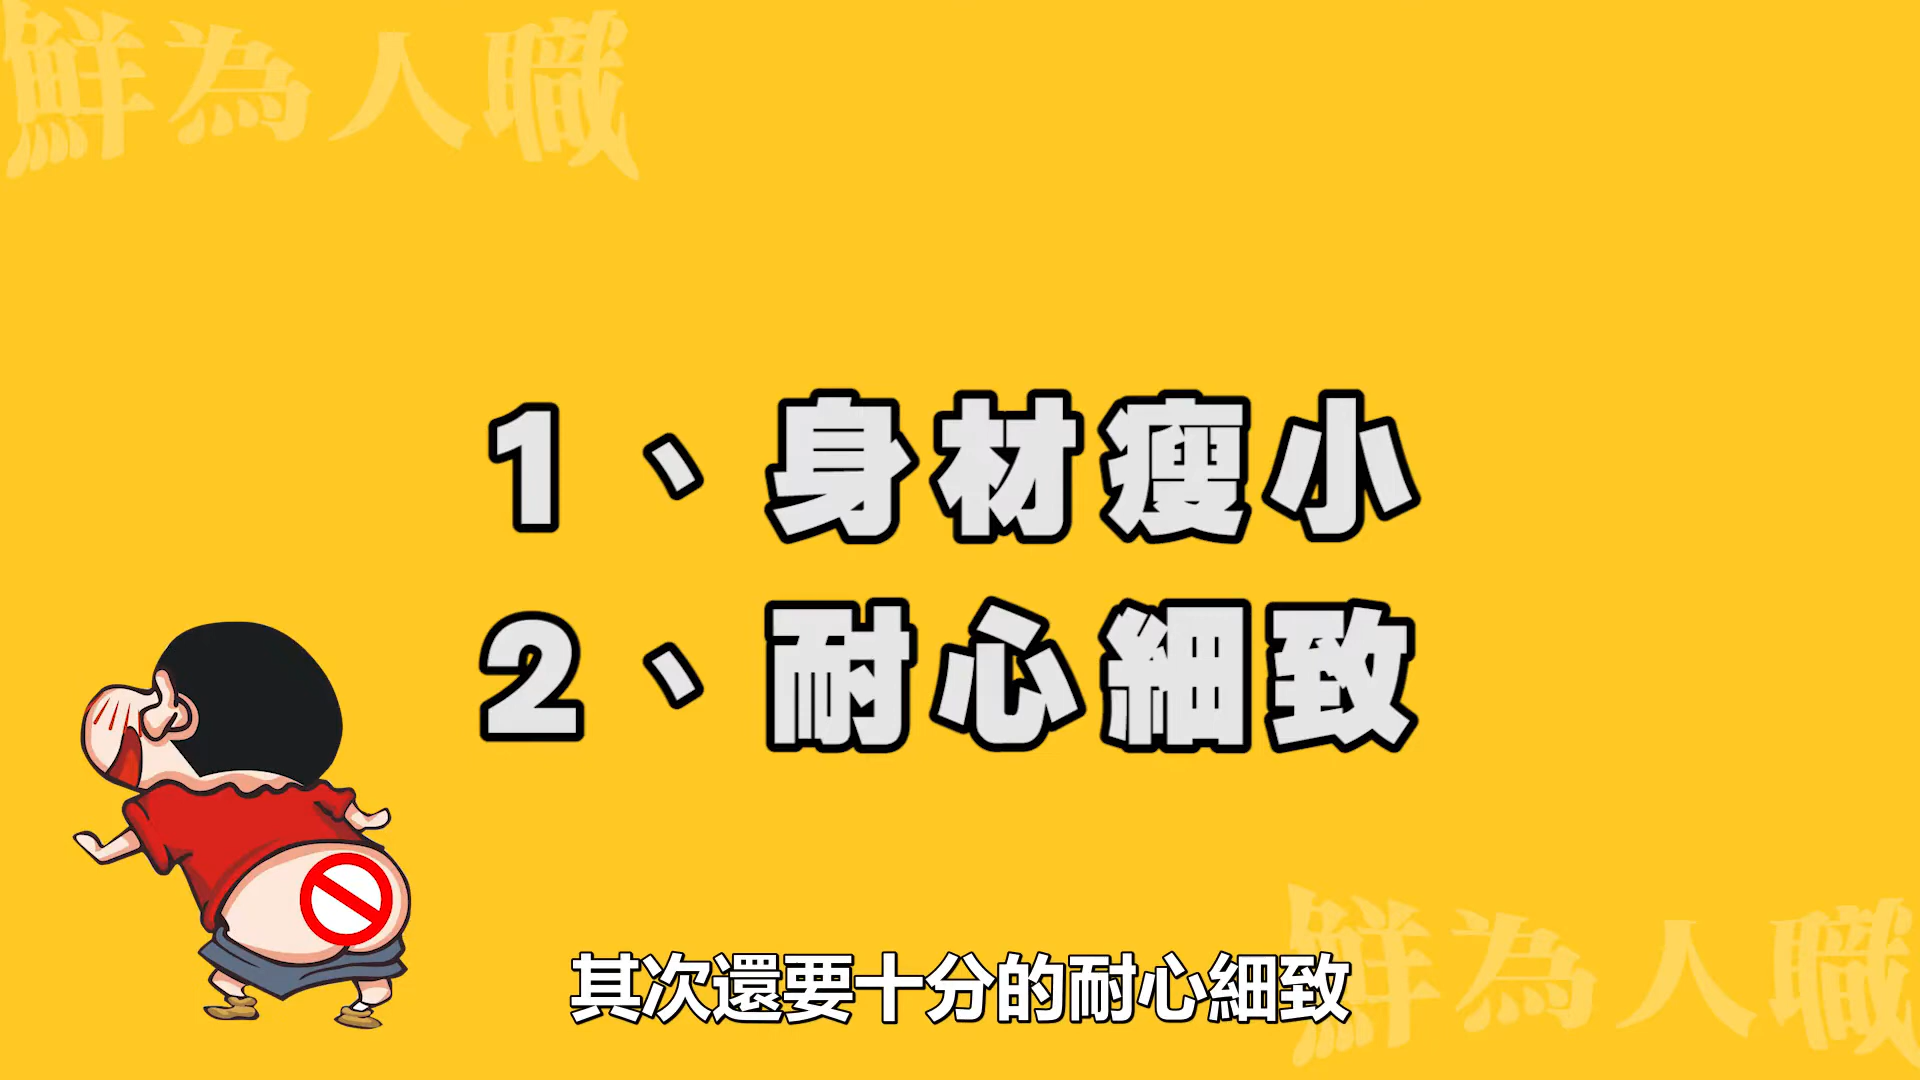 鮮為人職
1、身材瘦小
2、耐心細致
其次還要十分的耐心細致
鮮為人職